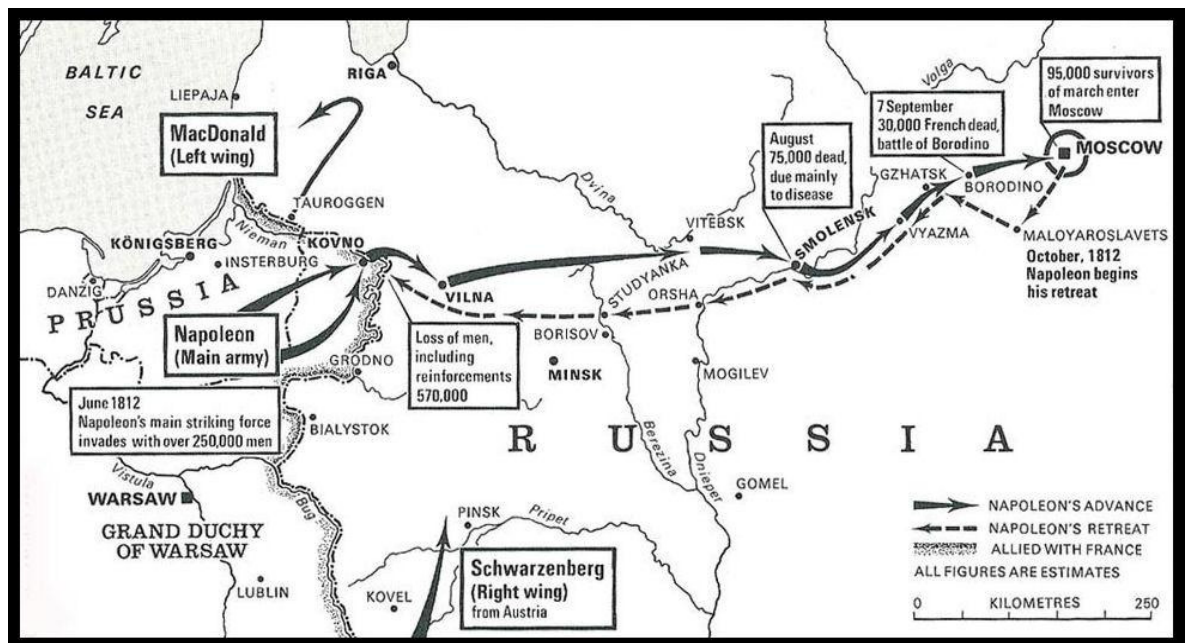 BALTIC
SEA
LIEPAJA
RIGA
MacDonald
(Left wing)
TAUROGGEN
Nieman
KÖNIGSBERG
KOVNO
INSTERBURG
DANZIG
PRUSSIA
VILNA
Napoleon
(Main army)
GRODNO
June 1812
Napoleon's main striking force
invades with over 250,000 men
BIALYSTOK
Loss of men,
including
reinforcements
570,000
Dvina
VITEBSK
STUDYANKA
ORSHA
BORISOV
MINSK
MOGILEV
August
75,000 dead,
due mainly
to disease
SMOLENSK
7 September
30,000 French dead,
battle of Borodino
Volga
95,000 survivors
of march enter
Moscow
MOSCOW
GZHATSK
BORODINO
VYAZMA
MALOYAROSLAVETS
October, 1812
Napoleon begins
his retreat
RUSSIA
Berezina
Dnieper
GOMEL
Vistula
WARSAW
GRAND DUCHY
OF WARSAW
Bug
LUBLIN
PINSK
Pripet
KOVEL
Schwarzenberg
(Right wing)
from Austria
NAPOLEON'S ADVANCE
NAPOLEON'S RETREAT
ALLIED WITH FRANCE
ALL FIGURES ARE ESTIMATES
0 KILOMETRES 250